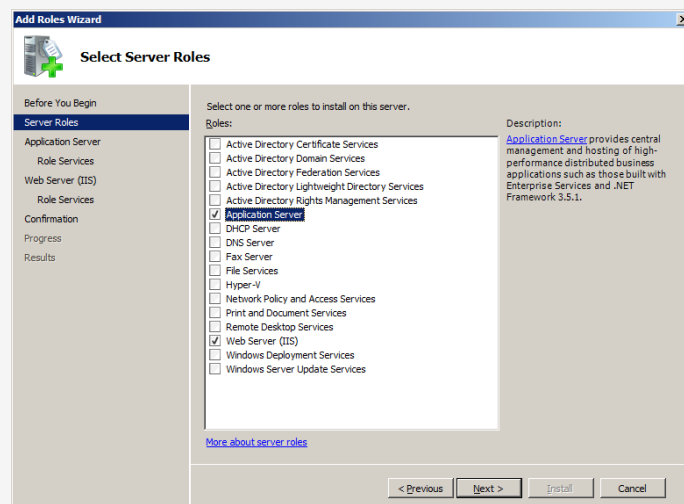 Add Roles Wizard
Select Server Roles
Before You Begin
Server Roles
Application Server
Role Services
Web Server (IIS)
Role Services
Confirmation
Progress
Results
Select one or more roles to install on this server.
Roles:
Active Directory Certificate Services
Active Directory Domain Services
Active Directory Federation Services
Active Directory Lightweight Directory Services
Active Directory Rights Management Services
Application Server
DHCP Server
DNS Server
Fax Server
File Services
Hyper-V
Network Policy and Access Services
Print and Document Services
Remote Desktop Services
Web Server (IIS)
Windows Deployment Services
Windows Server Update Services
More about server roles
Description:
Application Server provides central
management and hosting of high-
performance distributed business
applications such as those built with
Enterprise Services and .NET
Framework 3.5.1.
< Previous
Next >
Install
Cancel